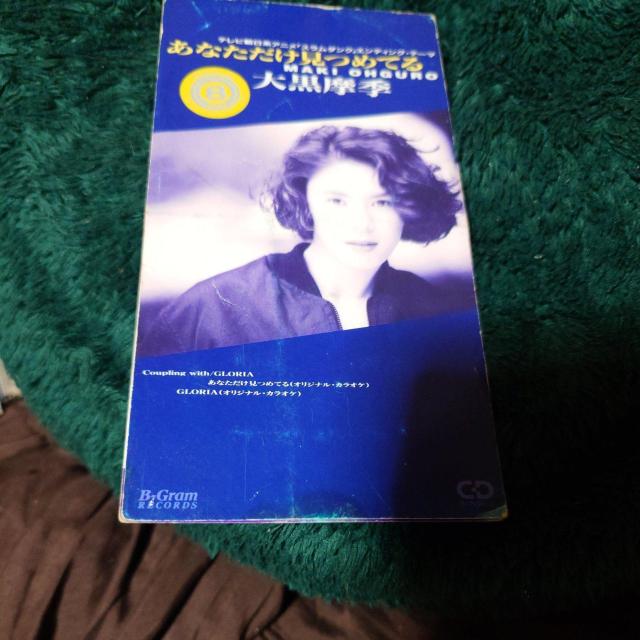 テレビ朝日系アニメ「スラムダンク」エンディング・テーマ
あなただけ見つめてる
MAKI OHGURO
大黒摩季
Coupling with/GLORIA
あなただけ見つめてる(オリジナル・カラオケ)
GLORIA(オリジナル・カラオケ)
B-Gram
RECORDS